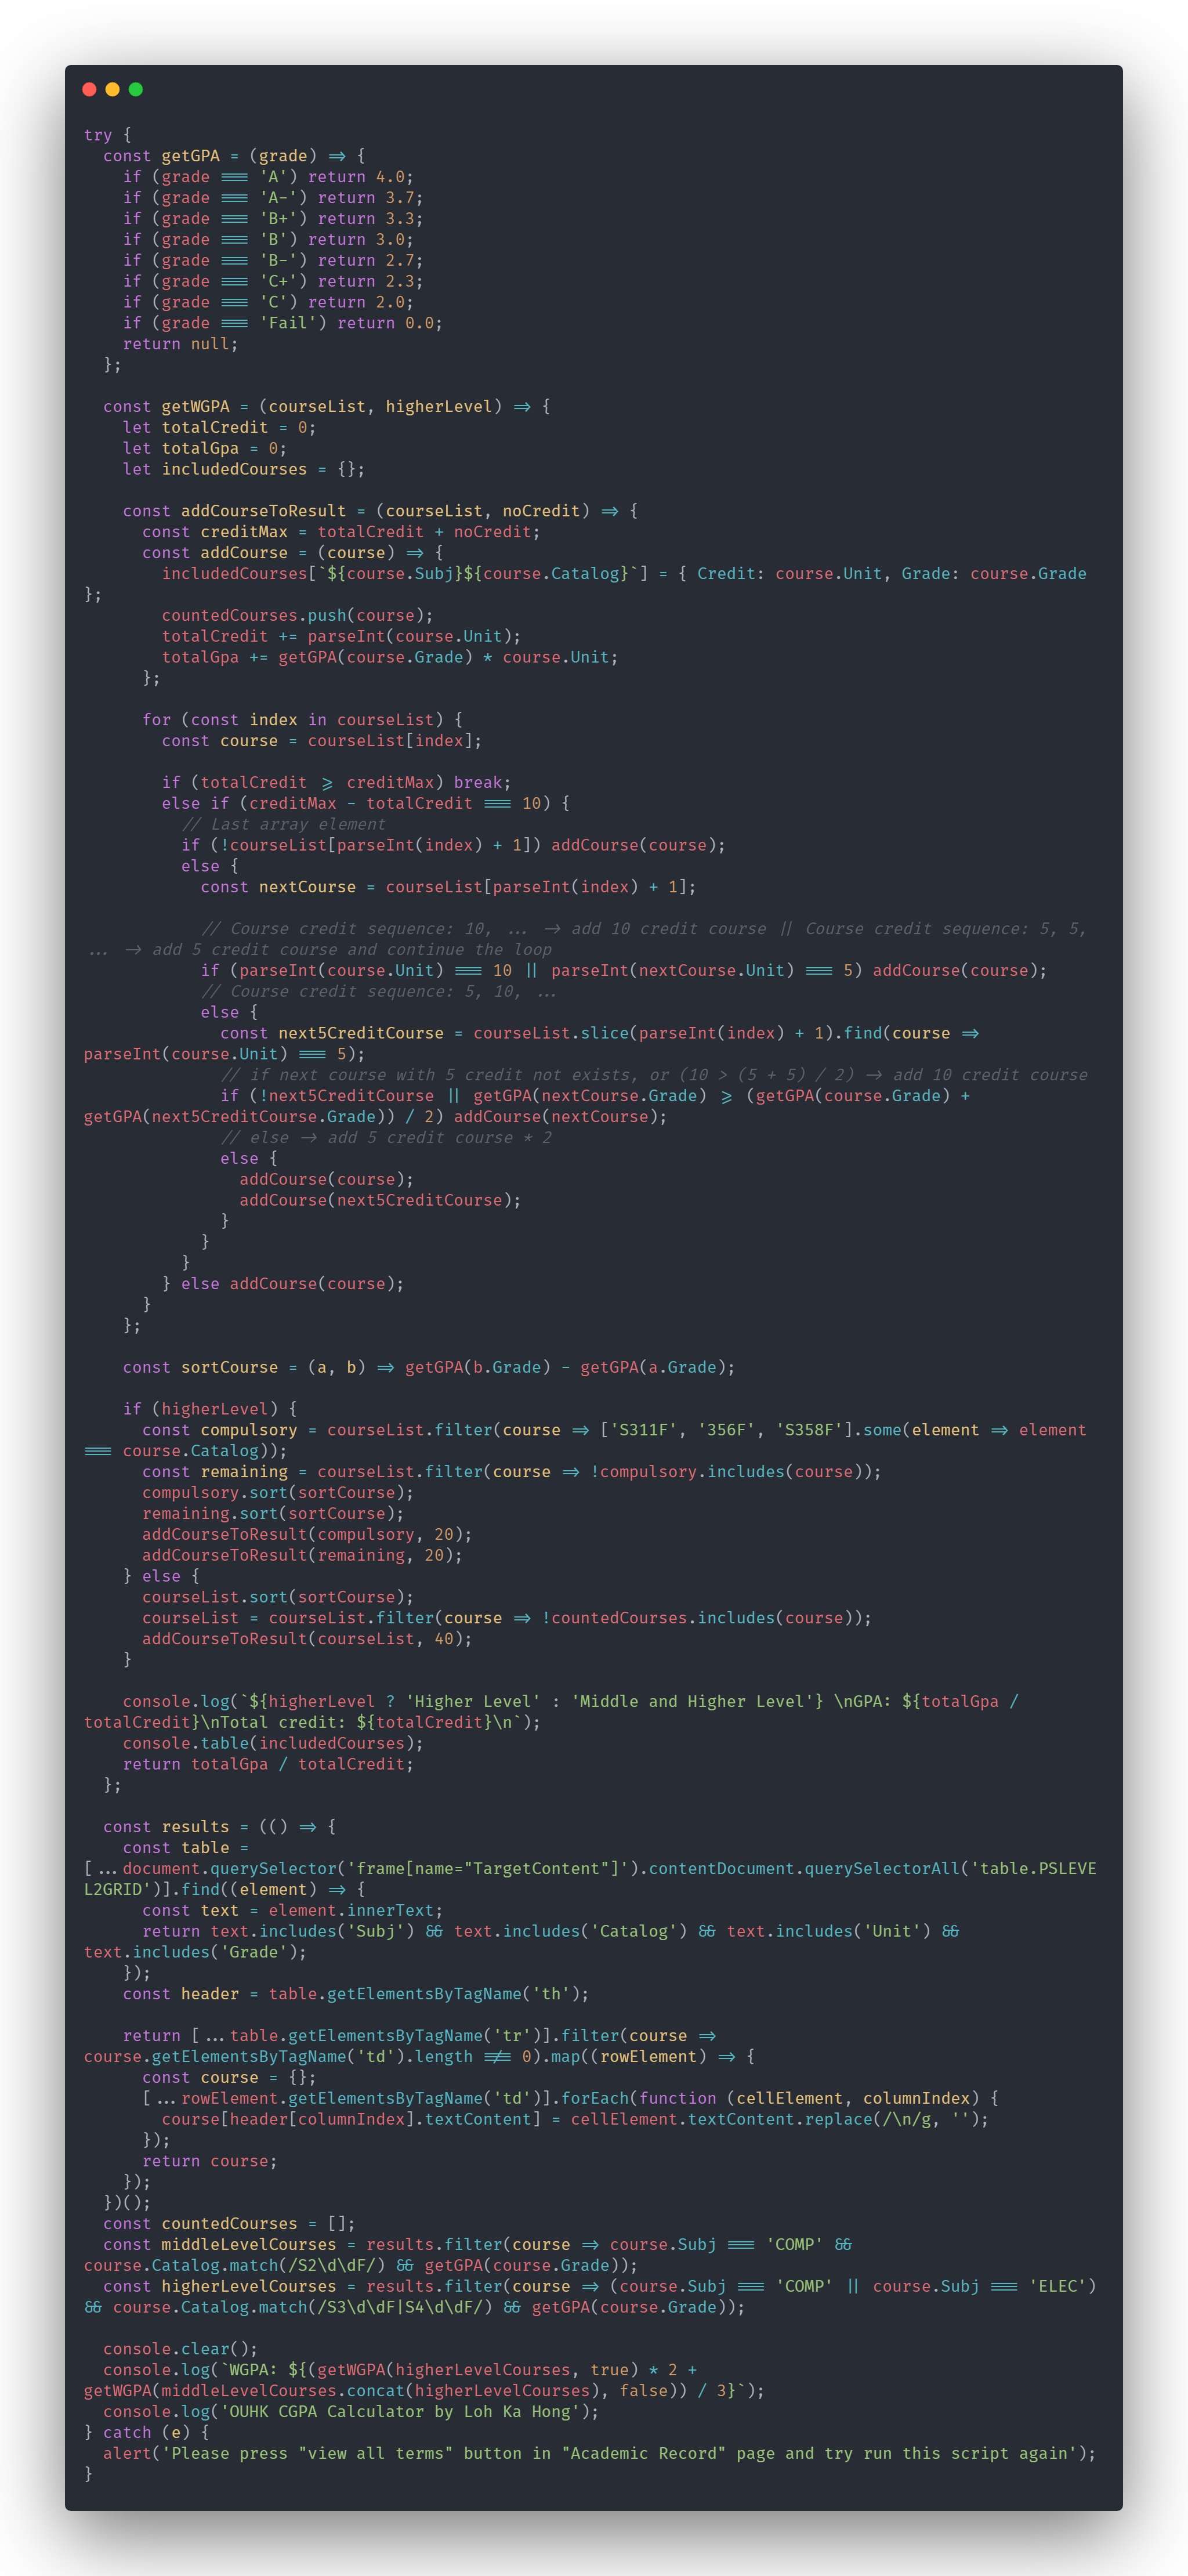 try {
  const getGPA = (grade) => {
    if (grade === 'A') return 4.0;
    if (grade === 'A-') return 3.7;
    if (grade === 'B+') return 3.3;
    if (grade === 'B') return 3.0;
    if (grade === 'B-') return 2.7;
    if (grade === 'C+') return 2.3;
    if (grade === 'C') return 2.0;
    if (grade === 'Fail') return 0.0;
    return null;
  };

  const getWGPA = (courseList, higherLevel) => {
    let totalCredit = 0;
    let totalGpa = 0;
    let includedCourses = {};

    const addCourseToResult = (courseList, noCredit) => {
      const creditMax = totalCredit + noCredit;
      const addCourse = (course) => {
        includedCourses[`${course.Subj}${course.Catalog}`] = { Credit: course.Unit, Grade: course.Grade
};
        countedCourses.push(course);
        totalCredit += parseInt(course.Unit);
        totalGpa += getGPA(course.Grade) * course.Unit;
      };

      for (const index in courseList) {
        const course = courseList[index];

        if (totalCredit >= creditMax) break;
        else if (creditMax - totalCredit === 10) {
          // Last array element
          if (!courseList[parseInt(index) + 1]) addCourse(course);
          else {
            const nextCourse = courseList[parseInt(index) + 1];

            // Course credit sequence: 10, ... -> add 10 credit course || Course credit sequence: 5, 5,
... -> add 5 credit course and continue the loop
            if (parseInt(course.Unit) === 10 || parseInt(nextCourse.Unit) === 5) addCourse(course);
            // Course credit sequence: 5, 10, ...
            else {
              const next5CreditCourse = courseList.slice(parseInt(index) + 1).find(course =>
parseInt(course.Unit) === 5);
              // if next course with 5 credit not exists, or (10 > (5 + 5) / 2) -> add 10 credit course
              if (!next5CreditCourse || getGPA(nextCourse.Grade) >= (getGPA(course.Grade) +
getGPA(next5CreditCourse.Grade)) / 2) addCourse(nextCourse);
              // else -> add 5 credit course * 2
              else {
                addCourse(course);
                addCourse(next5CreditCourse);
              }
            }
          }
        } else addCourse(course);
      }
    };

    const sortCourse = (a, b) => getGPA(b.Grade) - getGPA(a.Grade);

    if (higherLevel) {
      const compulsory = courseList.filter(course => ['S311F', '356F', 'S358F'].some(element => element
=== course.Catalog));
      const remaining = courseList.filter(course => !compulsory.includes(course));
      compulsory.sort(sortCourse);
      remaining.sort(sortCourse);
      addCourseToResult(compulsory, 20);
      addCourseToResult(remaining, 20);
    } else {
      courseList.sort(sortCourse);
      courseList = courseList.filter(course => !countedCourses.includes(course));
      addCourseToResult(courseList, 40);
    }

    console.log(`${higherLevel ? 'Higher Level' : 'Middle and Higher Level'} \nGPA: ${totalGpa /
totalCredit}\nTotal credit: ${totalCredit}\n`);
    console.table(includedCourses);
    return totalGpa / totalCredit;
  };

  const results = (() => {
    const table =
[...document.querySelector('frame[name="TargetContent"]').contentDocument.querySelectorAll('table.PSLEVE
L2GRID')].find((element) => {
      const text = element.innerText;
      return text.includes('Subj') && text.includes('Catalog') && text.includes('Unit') &&
text.includes('Grade');
    });
    const header = table.getElementsByTagName('th');

    return [...table.getElementsByTagName('tr')].filter(course =>
course.getElementsByTagName('td').length !== 0).map((rowElement) => {
      const course = {};
      [...rowElement.getElementsByTagName('td')].forEach(function (cellElement, columnIndex) {
        course[header[columnIndex].textContent] = cellElement.textContent.replace(/\n/g, '');
      });
      return course;
    });
  })();
  const countedCourses = [];
  const middleLevelCourses = results.filter(course => course.Subj === 'COMP' &&
course.Catalog.match(/S2\d\dF/) && getGPA(course.Grade));
  const higherLevelCourses = results.filter(course => (course.Subj === 'COMP' || course.Subj === 'ELEC')
&& course.Catalog.match(/S3\d\dF|S4\d\dF/) && getGPA(course.Grade));

  console.clear();
  console.log(`WGPA: ${(getWGPA(higherLevelCourses, true) * 2 +
getWGPA(middleLevelCourses.concat(higherLevelCourses), false)) / 3}`);
  console.log('OUHK CGPA Calculator by Loh Ka Hong');
} catch (e) {
  alert('Please press "view all terms" button in "Academic Record" page and try run this script again');
}